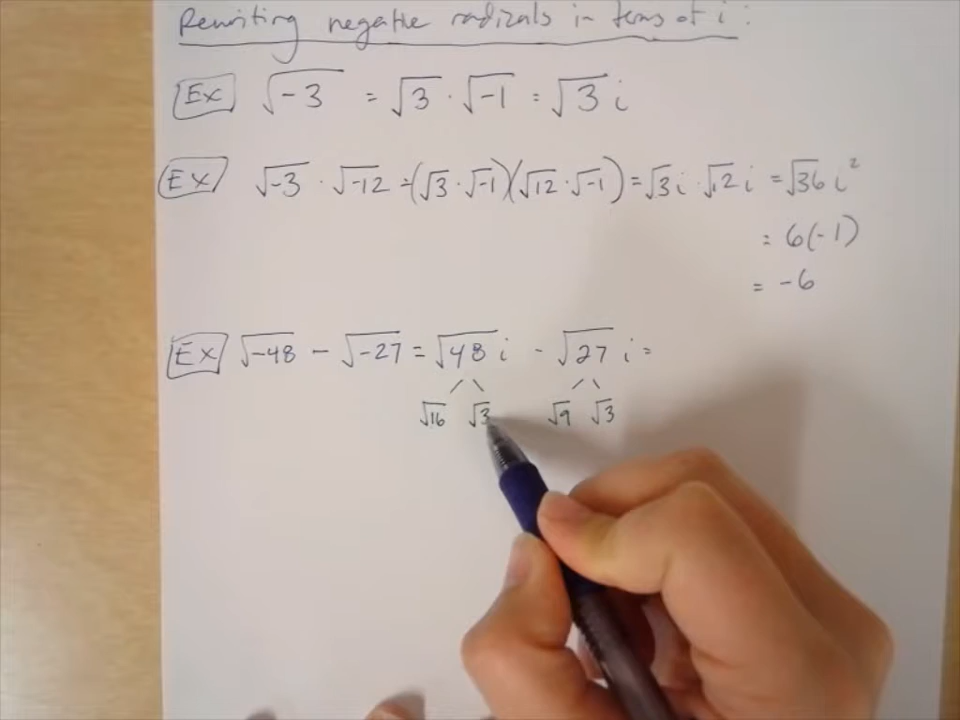 Rewriting negative radicals in terms of i :
Ex √-3 = √3 · √-1 = √3 i
Ex √-3 · √-12 = (√3 · √-1)(√12 · √-1) = √3 i · √12 i = √36 i²
= 6(-1)
= -6
Ex √-48 - √-27 = √48 i - √27 i =
√16 √3 √9 √3